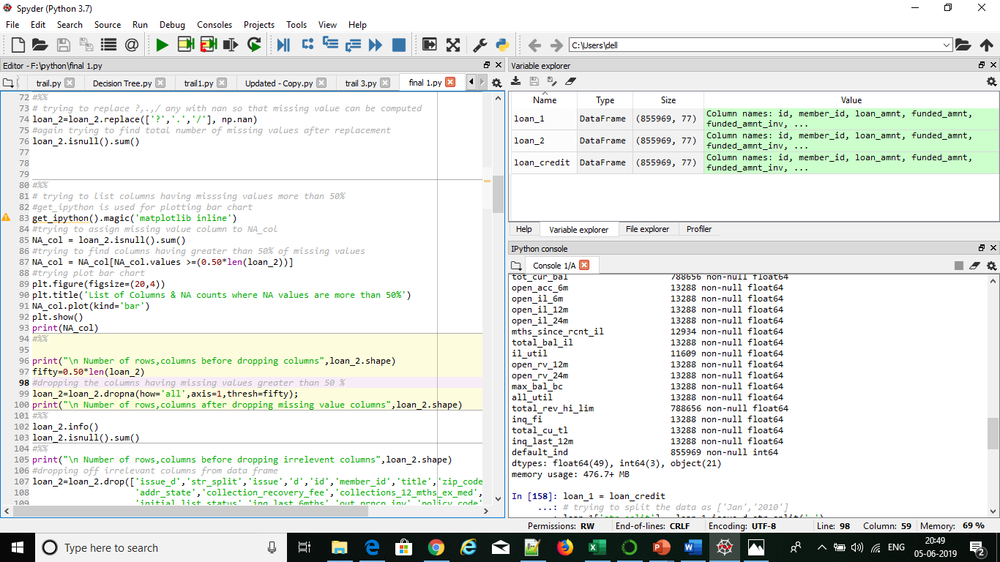 Spyder (Python 3.7)
File Edit Search Source Run Debug Consoles Projects Tools View Help
C:\Users\dell
Editor - F:\python\final 1.py
trail.py Decision Tree.py trail1.py Updated - Copy.py trail 3.py final 1.py
72 #%%
73 # trying to replace ?,.,/ any with nan so that missing value can be computed
74 loan_2=loan_2.replace(['?','.','/'], np.nan)
75 #again trying to find total number of missing values after replacement
76 loan_2.isnull().sum()
77
78
79
80 #%%
81 # trying to list columns having misssing values more than 50%
82 #get_ipython is used for plotting bar chart
83 get_ipython().magic('matplotlib inline')
84 #trying to assign missing value column to NA_col
85 NA_col = loan_2.isnull().sum()
86 #trying to find columns having greater than 50% of missing values
87 NA_col = NA_col[NA_col.values >=(0.50*len(loan_2))]
88 #trying plot bar chart
89 plt.figure(figsize=(20,4))
90 plt.title('List of Columns & NA counts where NA values are more than 50%')
91 NA_col.plot(kind='bar')
92 plt.show()
93 print(NA_col)
94 #%%
95
96 print("\n Number of rows,columns before dropping columns",loan_2.shape)
97 fifty=0.50*len(loan_2)
98 #dropping the columns having missing values greater than 50 %
99 loan_2=loan_2.dropna(how='all',axis=1,thresh=fifty);
100 print("\n Number of rows,columns after dropping missing value columns",loan_2.shape)
101 #%%
102 loan_2.info()
103 loan_2.isnull().sum()
104 #%%
105 print("\n Number of rows,columns before dropping irrelevent columns",loan_2.shape)
106 #dropping off irrelevant columns from data frame
107 loan_2=loan_2.drop(['issue_d','str_split','issue','d','id','member_id','title','zip_code
108 'addr_state','collection_recovery_fee','collections_12_mths_ex_med',
109 'initial_list_status','inq_last_6mths','out_prncp_inv','policy_code'
Variable explorer
Name Type Size Value
loan_1 DataFrame (855969, 77) Column names: id, member_id, loan_amnt, funded_amnt,
funded_amnt_inv, ...
loan_2 DataFrame (855969, 77) Column names: id, member_id, loan_amnt, funded_amnt,
funded_amnt_inv, ...
loan_credit DataFrame (855969, 77) Column names: id, member_id, loan_amnt, funded_amnt,
funded_amnt_inv, ...
Help Variable explorer File explorer Profiler
IPython console
Console 1/A
tot_cur_bal 788656 non-null float64
open_acc_6m 13288 non-null float64
open_il_6m 13288 non-null float64
open_il_12m 13288 non-null float64
open_il_24m 13288 non-null float64
mths_since_rcnt_il 12934 non-null float64
total_bal_il 13288 non-null float64
il_util 11609 non-null float64
open_rv_12m 13288 non-null float64
open_rv_24m 13288 non-null float64
max_bal_bc 13288 non-null float64
all_util 13288 non-null float64
total_rev_hi_lim 788656 non-null float64
inq_fi 13288 non-null float64
total_cu_tl 13288 non-null float64
inq_last_12m 13288 non-null float64
default_ind 855969 non-null int64
dtypes: float64(49), int64(3), object(21)
memory usage: 476.7+ MB
In [158]: loan_1 = loan_credit
...: # trying to split the data as ['Jan','2010']
...: loan_1['str_split'] = loan_1.issue_d.str.split('-')
Permissions: RW End-of-lines: CRLF Encoding: UTF-8 Line: 98 Column: 59 Memory: 69 %
Type here to search
ENG
20:49
05-06-2019
2